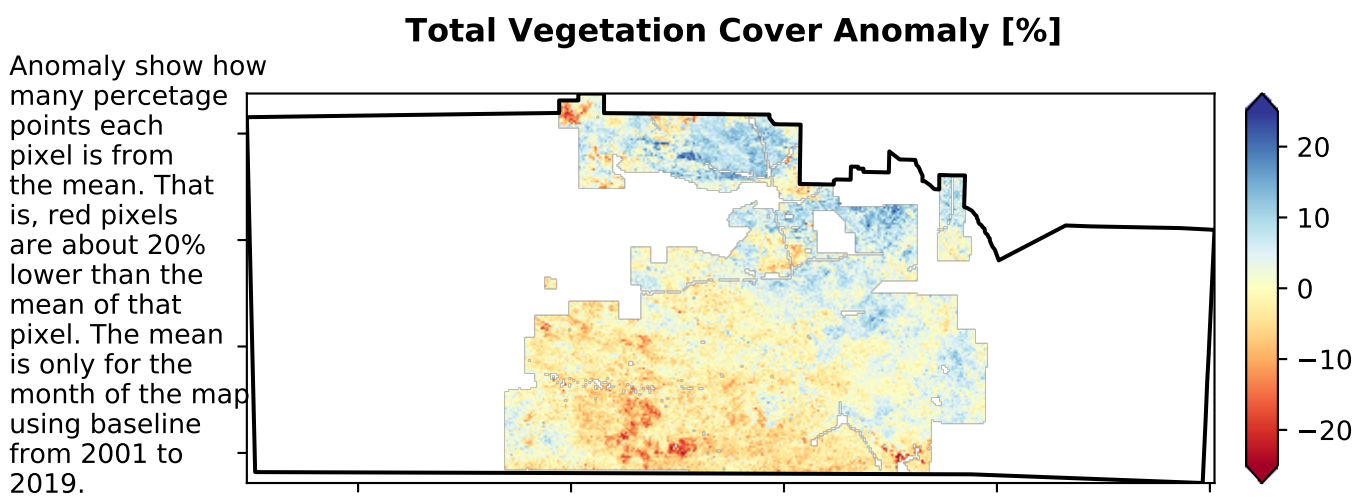 Total Vegetation Cover Anomaly [%]
Anomaly show how
many percetage
points each
pixel is from
the mean. That
is, red pixels
are about 20%
lower than the
mean of that
pixel. The mean
is only for the
month of the map
using baseline
from 2001 to
2019.
20
10
0
−10
−20